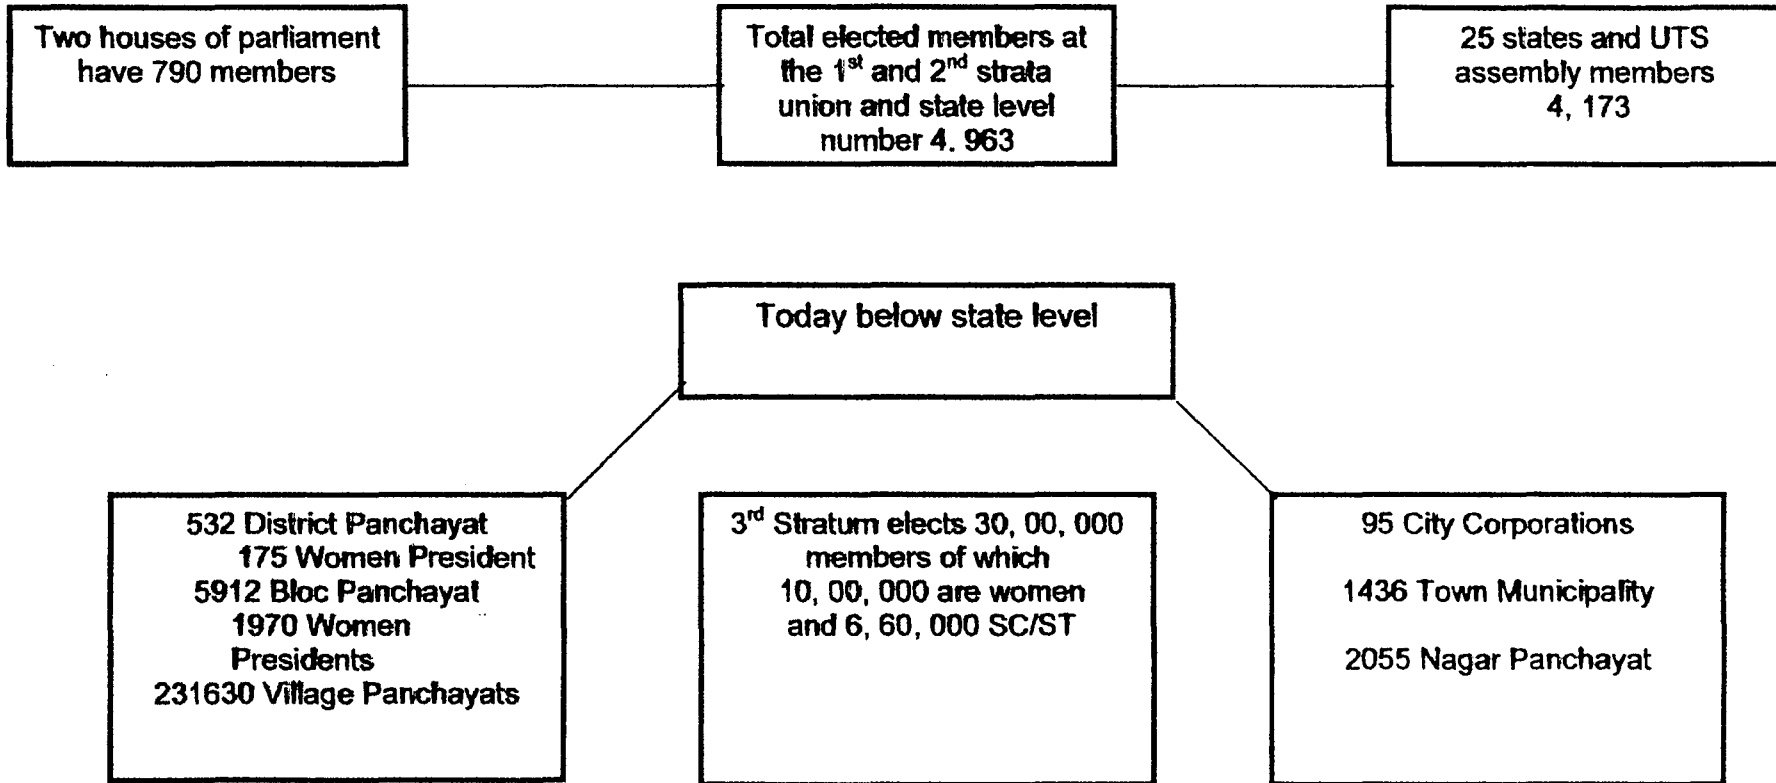 Two houses of parliament
have 790 members
Total elected members at
the 1st and 2nd strata
union and state level
number 4. 963
25 states and UTS
assembly members
4, 173
Today below state level
532 District Panchayat
175 Women President
5912 Bloc Panchayat
1970 Women
Presidents
231630 Village Panchayats
3rd Stratum elects 30, 00, 000
members of which
10, 00, 000 are women
and 6, 60, 000 SC/ST
95 City Corporations
1436 Town Municipality
2055 Nagar Panchayat